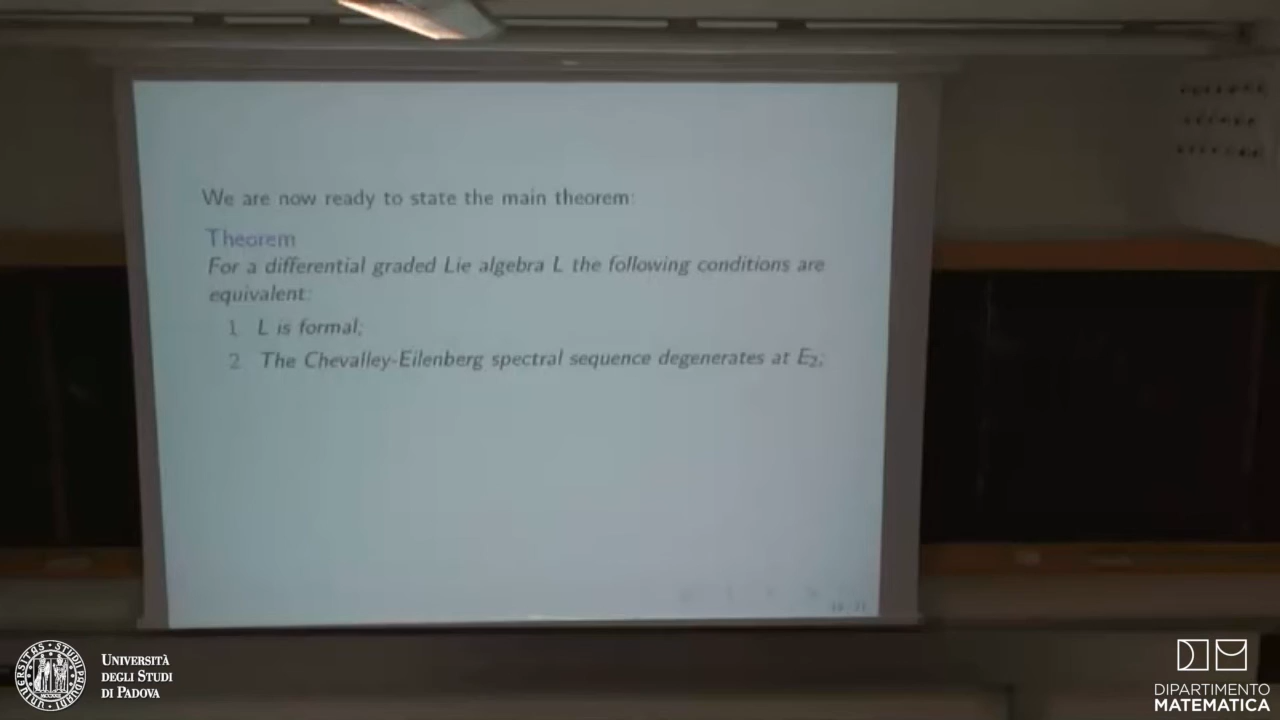 We are now ready to state the main theorem:
Theorem
For a differential graded Lie algebra L the following conditions are
equivalent:
1 L is formal;
2 The Chevalley-Eilenberg spectral sequence degenerates at E₂;
UNIVERSITÀ
DEGLI STUDI
DI PADOVA
DIPARTIMENTO
MATEMATICA